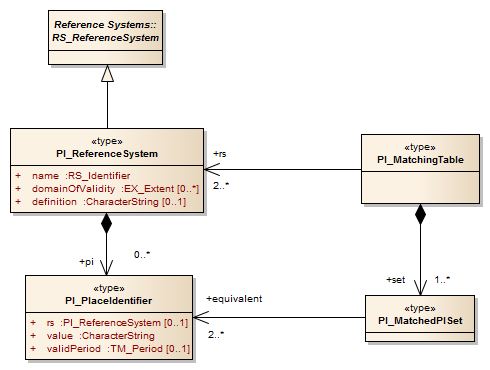 Reference Systems::
RS_ReferenceSystem
«type»
PI_ReferenceSystem
+ name :RS_Identifier
+ domainOfValidity :EX_Extent [0..*]
+ definition :CharacterString [0..1]
+rs
2..*
«type»
PI_MatchingTable
+pi
0..*
+set
1..*
«type»
PI_PlaceIdentifier
+ rs :PI_ReferenceSystem [0..1]
+ value :CharacterString
+ validPeriod :TM_Period [0..1]
+equivalent
2..*
«type»
PI_MatchedPISet